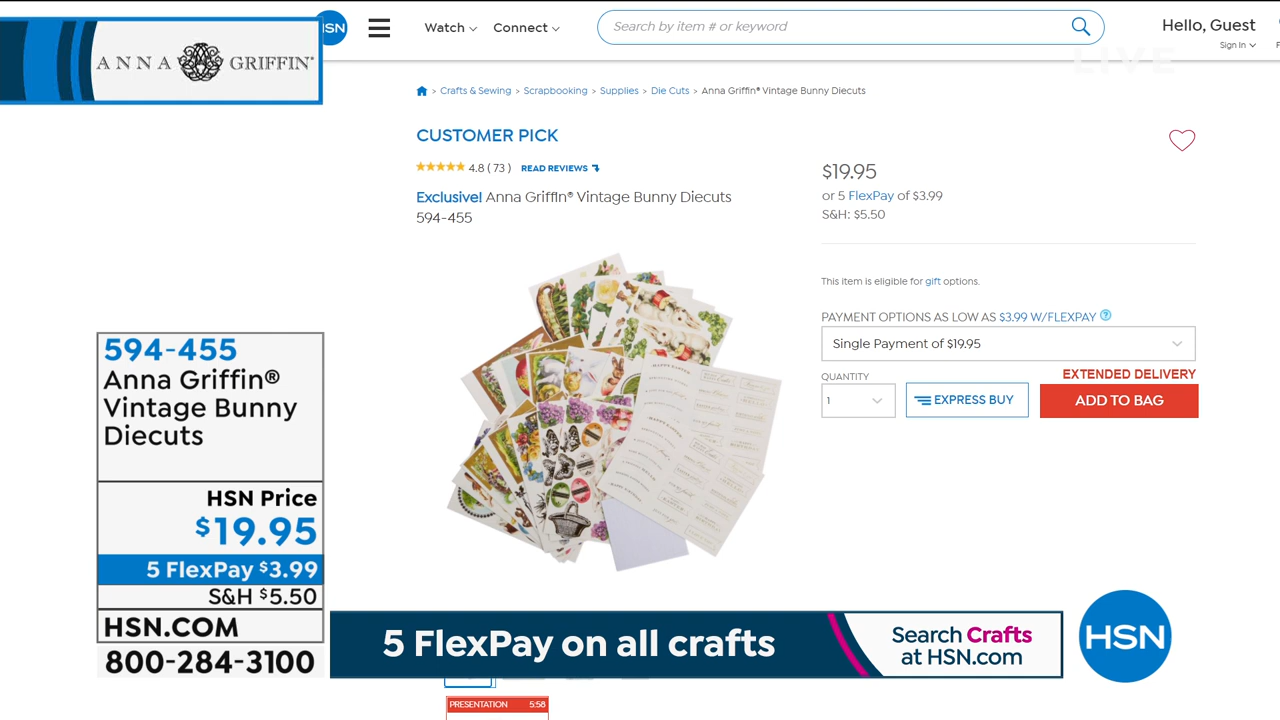 ANNA GRIFFIN
HSN
Watch
Connect
Search by item # or keyword
Hello, Guest
Sign In
LIVE
> Crafts & Sewing > Scrapbooking > Supplies > Die Cuts > Anna Griffin® Vintage Bunny Diecuts
CUSTOMER PICK
4.8 ( 73 ) READ REVIEWS
Exclusive! Anna Griffin® Vintage Bunny Diecuts
594-455
$19.95
or 5 FlexPay of $3.99
S&H: $5.50
This item is eligible for gift options.
PAYMENT OPTIONS AS LOW AS $3.99 W/FLEXPAY ?
Single Payment of $19.95
QUANTITY
1
EXPRESS BUY
EXTENDED DELIVERY
ADD TO BAG
HAPPY EASTER
594-455
Anna Griffin®
Vintage Bunny
Diecuts
HSN Price
$19.95
5 FlexPay $3.99
S&H $5.50
HSN.COM
800-284-3100
5 FlexPay on all crafts
Search Crafts
at HSN.com
HSN
PRESENTATION 5:58